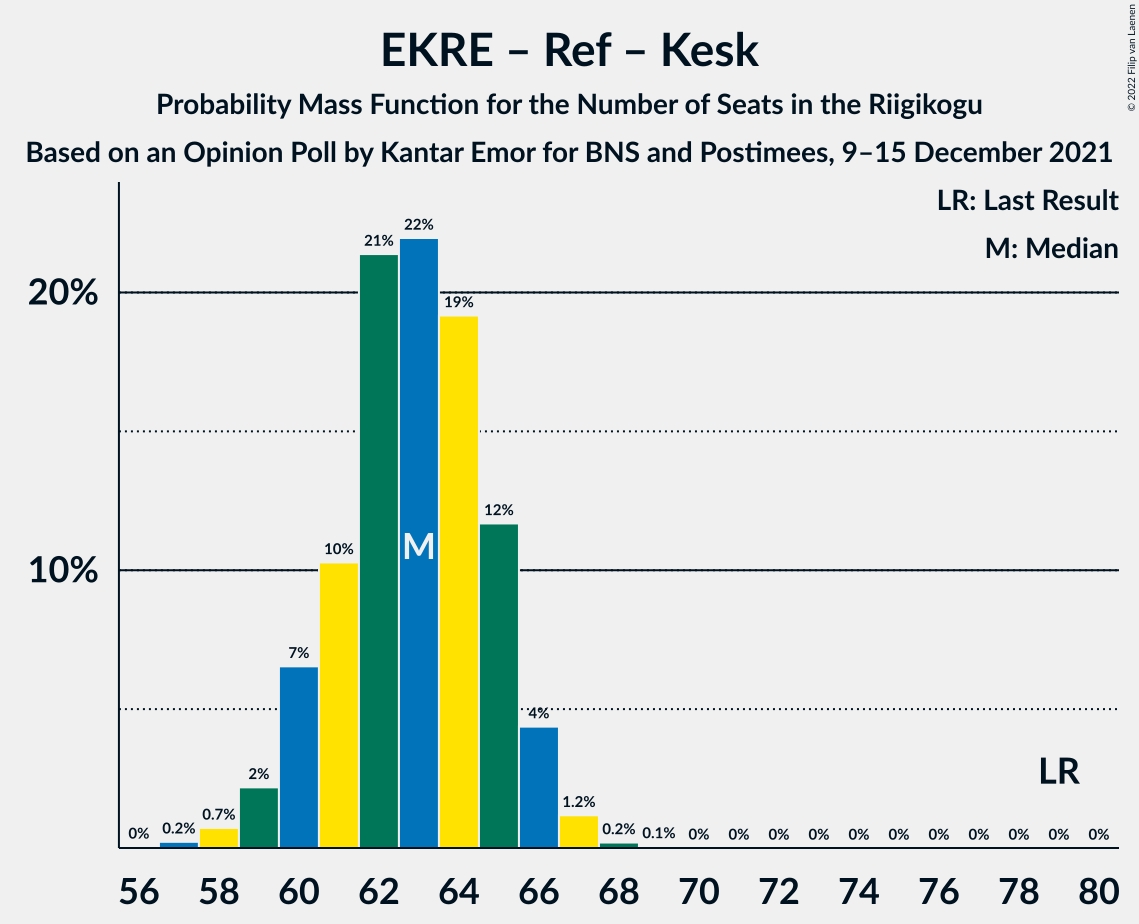 EKRE – Ref – Kesk
Probability Mass Function for the Number of Seats in the Riigikogu
Based on an Opinion Poll by Kantar Emor for BNS and Postimees, 9–15 December 2021
© 2022 Filip van Laenen
LR: Last Result
M: Median
20%
10%
0% 0.2% 0.7% 2% 7% 10% 21% 22% 19% 12% 4% 1.2% 0.2% 0.1% 0% 0% 0% 0% 0% 0% 0% 0% 0% 0% 0%
M
LR
56 58 60 62 64 66 68 70 72 74 76 78 80